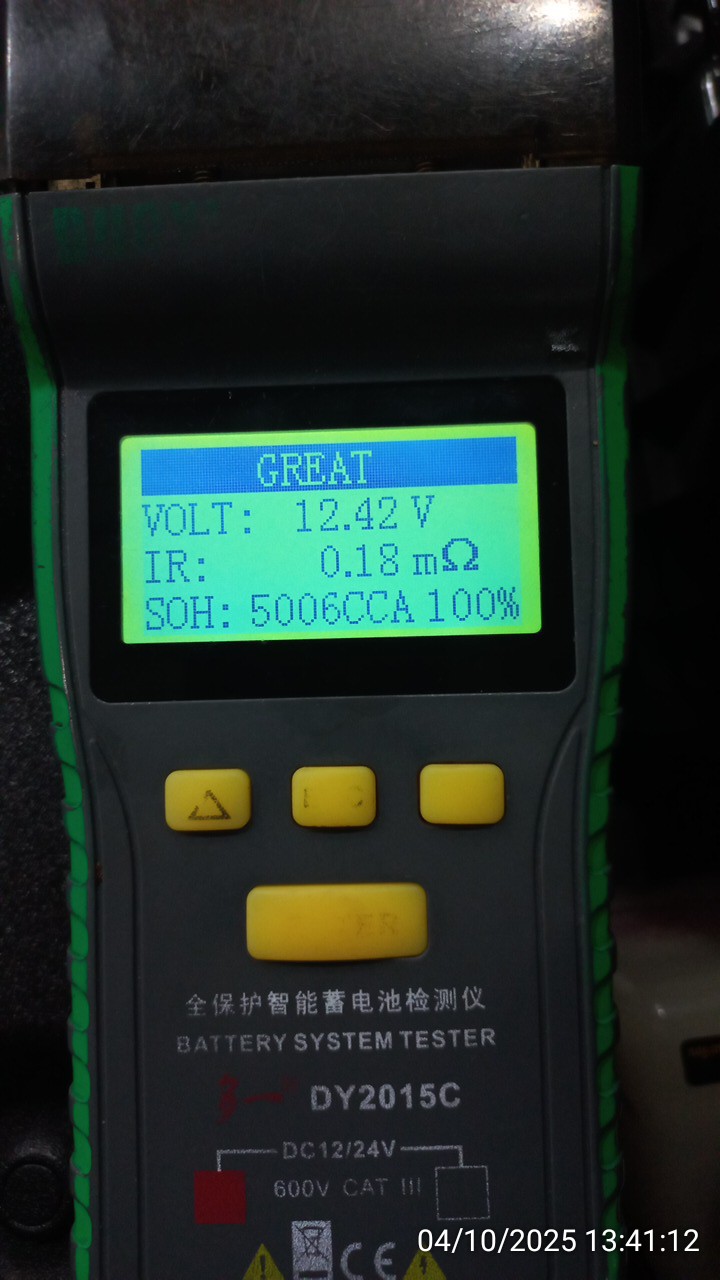 GREAT
VOLT: 12.42 V
IR: 0.18 mΩ
SOH: 5006CCA 100%
全保护智能蓄电池检测仪
BATTERY SYSTEM TESTER
DY2015C
DC12/24V
600V CAT III
CE
04/10/2025 13:41:12